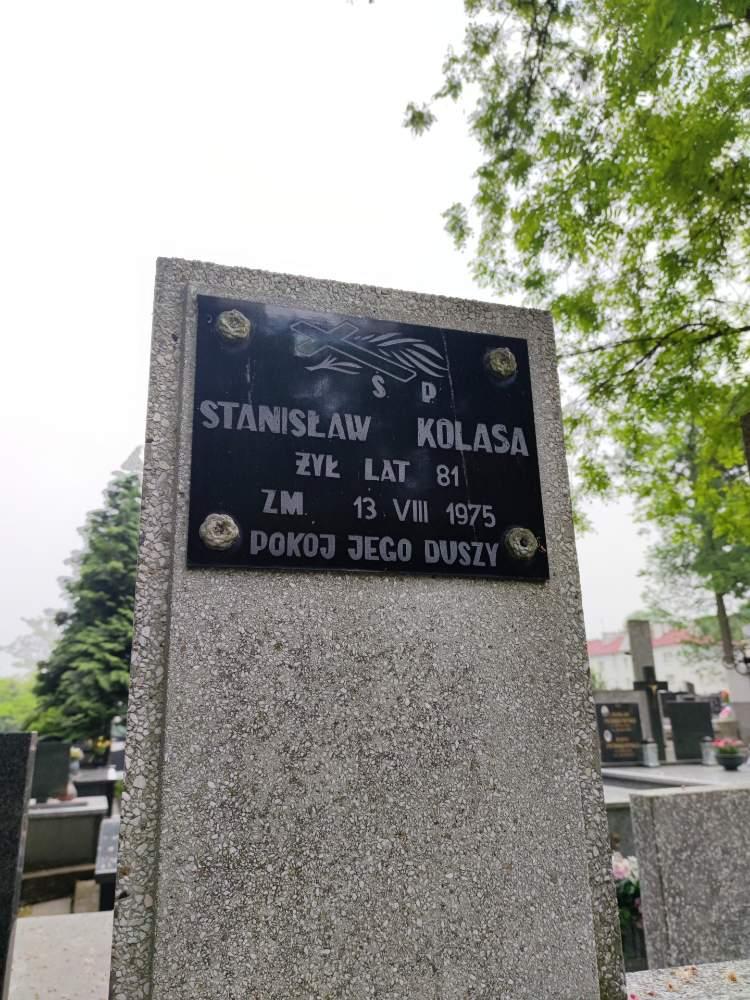 Ś P
STANISŁAW KOLASA
ŻYŁ LAT 81
ZM 13 VIII 1975
POKOJ JEGO DUSZY